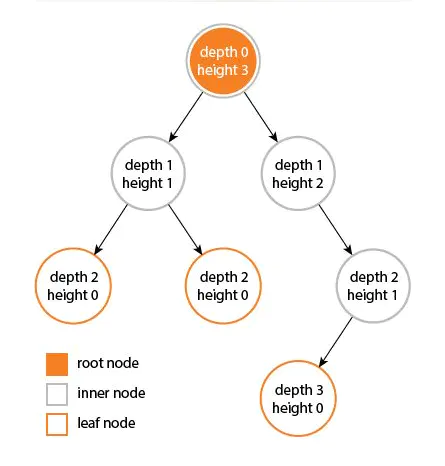 depth 0
height 3
depth 1
height 1
depth 1
height 2
depth 2
height 0
depth 2
height 0
depth 2
height 1
depth 3
height 0
root node
inner node
leaf node